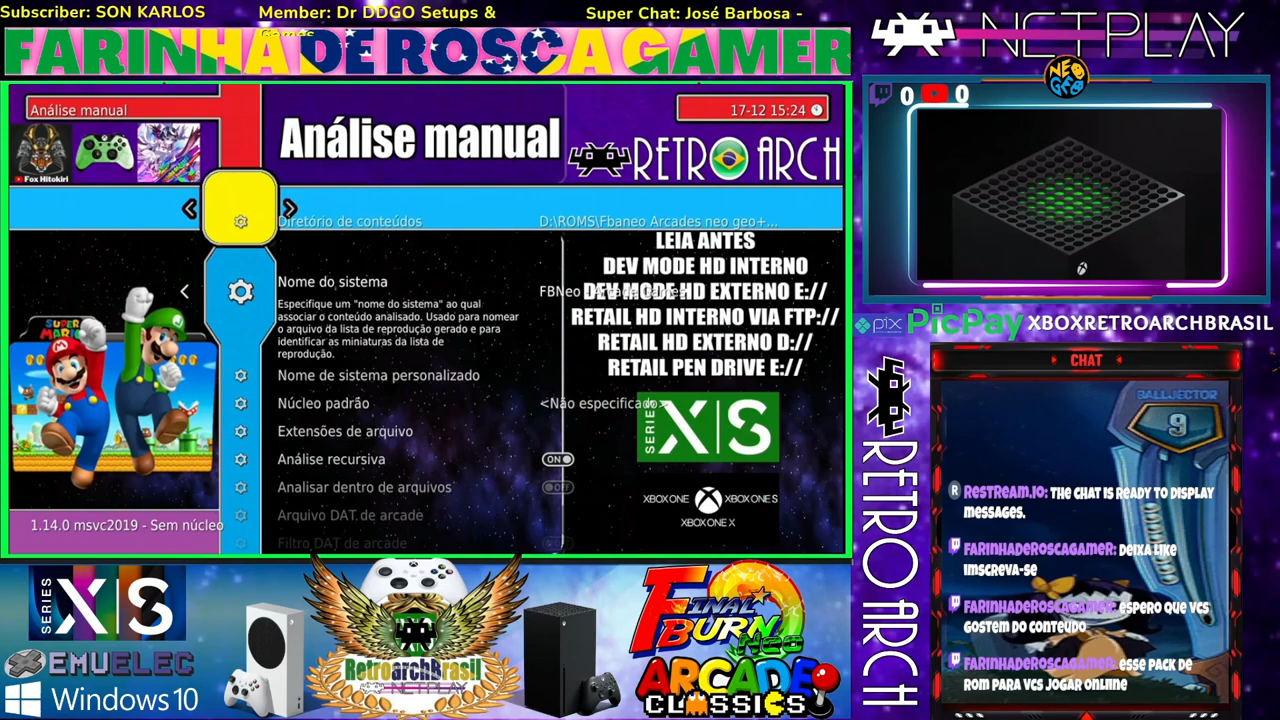 Subscriber: SON KARLOS
Member: Dr DDGO Setups &
Super Chat: José Barbosa -
FARINHA DE ROSCA GAMER
NETPLAY
NEO GEO
0 0
Análise manual
Análise manual
17-12 15:24
RETROARCH
Fox Hitokiri
Diretório de conteúdos
D:\ROMS\Fbaneo Arcades neo geo+...
LEIA ANTES
DEV MODE HD INTERNO
DEV MODE HD EXTERNO E://
RETAIL HD INTERNO VIA FTP://
RETAIL HD EXTERNO D://
RETAIL PEN DRIVE E://
Nome do sistema
Especifique um "nome do sistema" ao qual
associar o conteúdo analisado. Usado para nomear
o arquivo da lista de reprodução gerado e para
identificar as miniaturas da lista de
reprodução.
Nome de sistema personalizado
Núcleo padrão
<Não especificado>
Extensões de arquivo
Análise recursiva
ON
Analisar dentro de arquivos
OFF
Arquivo DAT de arcade
Filtro DAT de arcade
SUPER
MARIO
SERIES X|S
XBOX ONE
XBOX ONE S
XBOX ONE X
1.14.0 msvc2019 - Sem núcleo
pix PicPay XBOXRETROARCHBRASIL
RETROARCH
CHAT
BALLJECTOR
9
Restream.io: The chat is ready to display
messages.
farinhaderoscagamer: deixa like
imscreva-se
farinhaderoscagamer: espero que vcs
gostem do conteudo
farinhaderoscagamer: esse pack de
rom para vcs jogar onliine
SERIES X|S
EMUELEC
Windows 10
RetroarchBrasil
NETPLAY
FINAL
BURN
Neo
ARCADE
CLASSICS